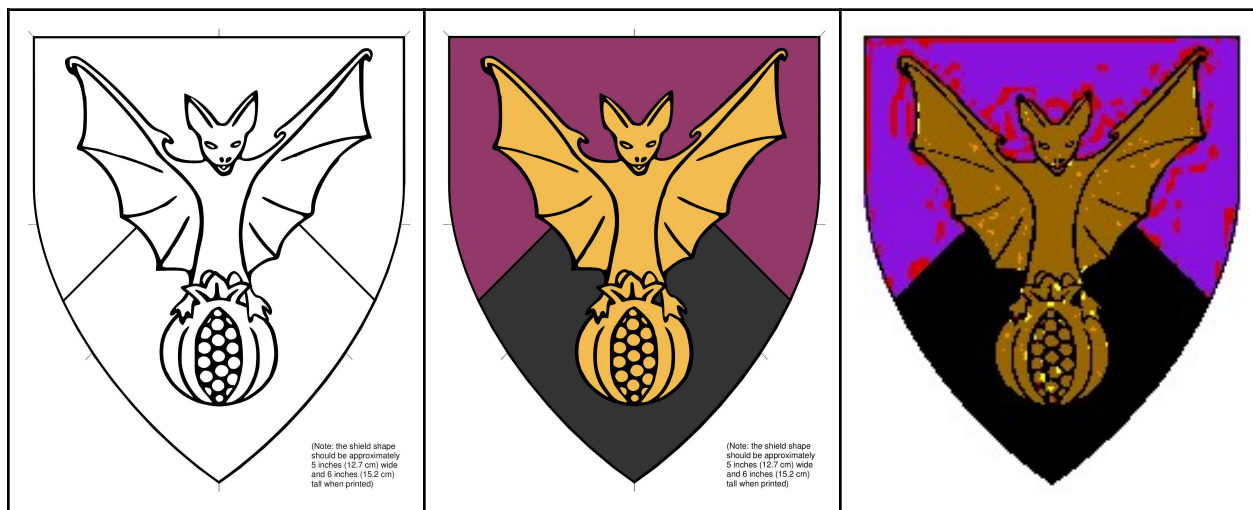 (Note: the shield shape
should be approximately
5 inches (12.7 cm) wide
and 6 inches (15.2 cm)
tall when printed)
(Note: the shield shape
should be approximately
5 inches (12.7 cm) wide
and 6 inches (15.2 cm)
tall when printed)